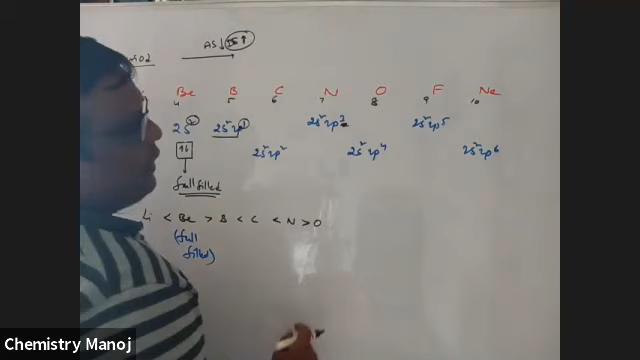 AS↓ IE↑
Be B C N O F Ne
4 5 6 7 8 9 10
2s² 2s²2p¹ 2s²2p³ 2s²2p⁵
2s²2p² 2s²2p⁴ 2s²2p⁶
full filled
Li < Be > B < C < N > O
(full
filled)
Chemistry Manoj